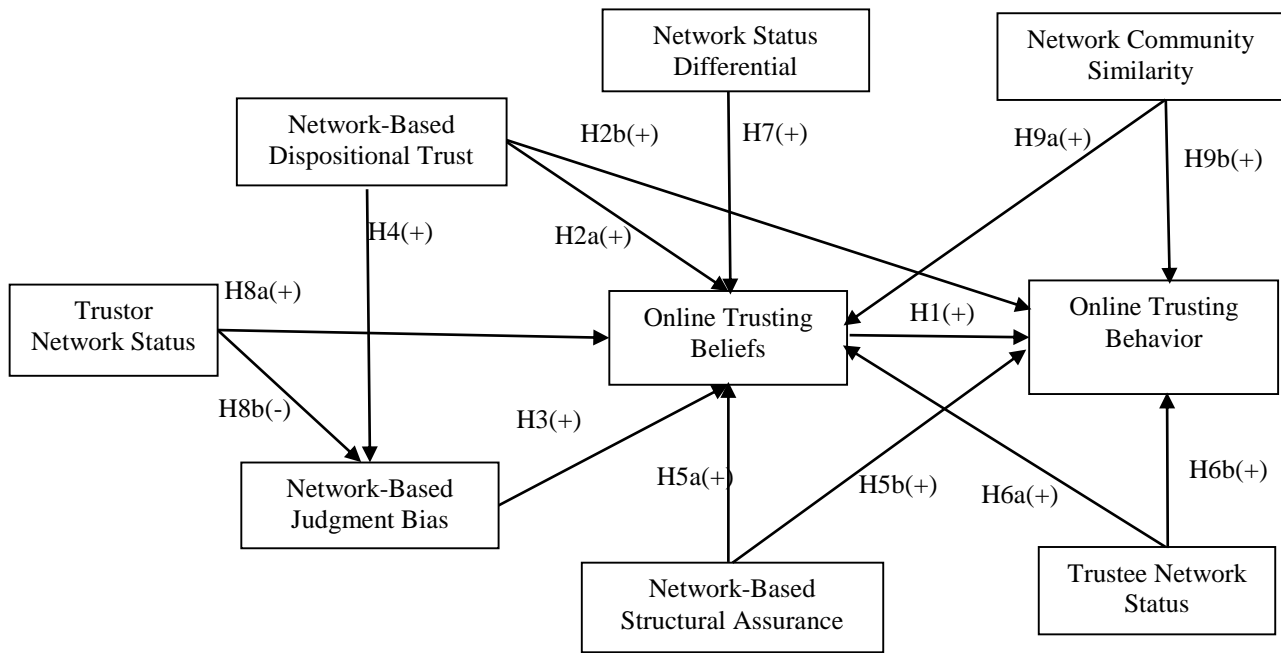 Network Status
Differential
Network Community
Similarity
Network-Based
Dispositional Trust
H2b(+)
H7(+)
H9a(+)
H9b(+)
H4(+)
H2a(+)
Trustor
Network Status
H8a(+)
Online Trusting
Beliefs
H1(+)
Online Trusting
Behavior
H8b(-)
H3(+)
Network-Based
Judgment Bias
H5a(+)
H5b(+)
H6a(+)
H6b(+)
Network-Based
Structural Assurance
Trustee Network
Status